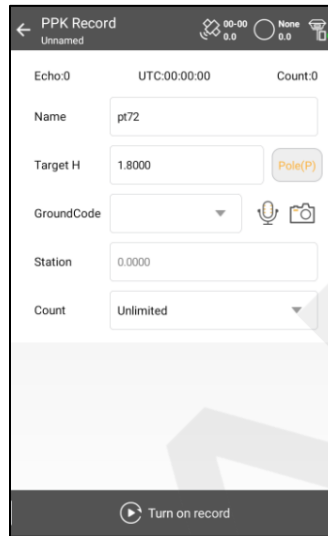 PPK Record
Unnamed
00-00
0.0
None
0.0
Echo:0 UTC:00:00:00 Count:0
Name pt72
Target H 1.8000 Pole(P)
GroundCode
Station 0.0000
Count Unlimited
Turn on record